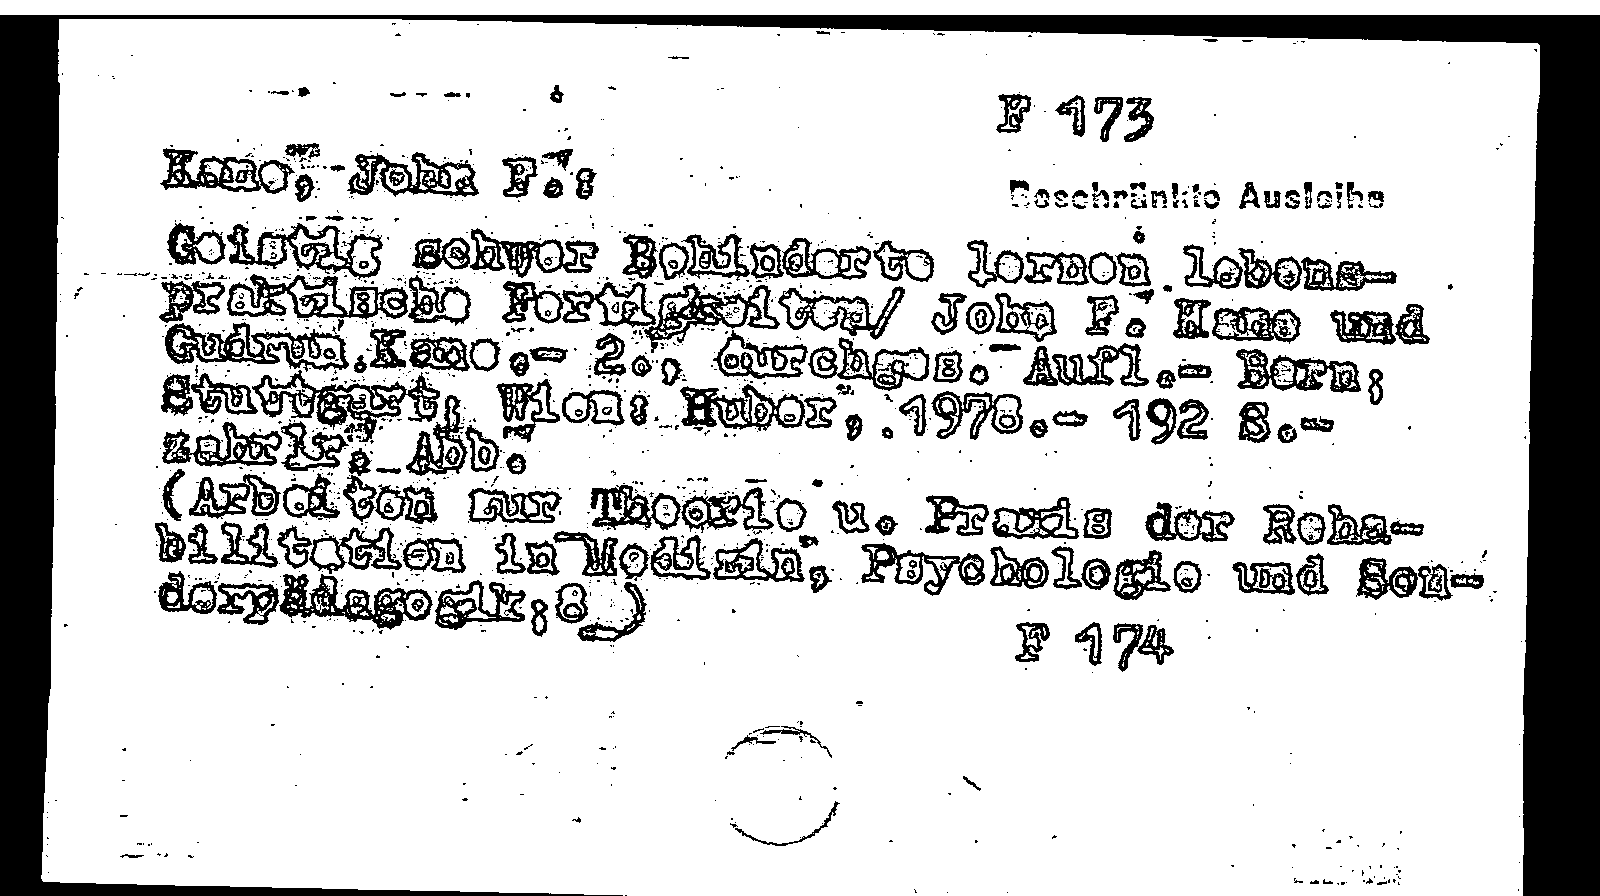 F 173
Kane, John F.:
Beschränkte Ausleihe
Geistig schwer Behinderte lernen lebens-
praktische Fertigkeiten/ John F. Kane und
Gudrun Kane.- 2., durchges. Aufl.- Bern;
Stuttgart; Wien: Huber, 1978.- 192 S.-
zahlr. Abb.
(Arbeiten zur Theorie u. Praxis der Reha-
bilitation in Medizin, Psychologie und Son-
derpädagogik;8)
F 174